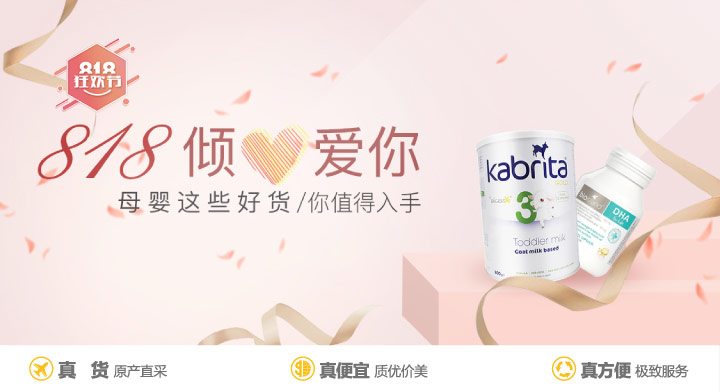 818
狂欢节
818 倾 爱你
母婴这些好货/你值得入手
kabrita
3
Toddler milk
Goat milk based
DHA
真 货 原产直采
真便宜 质优价美
真方便 极致服务